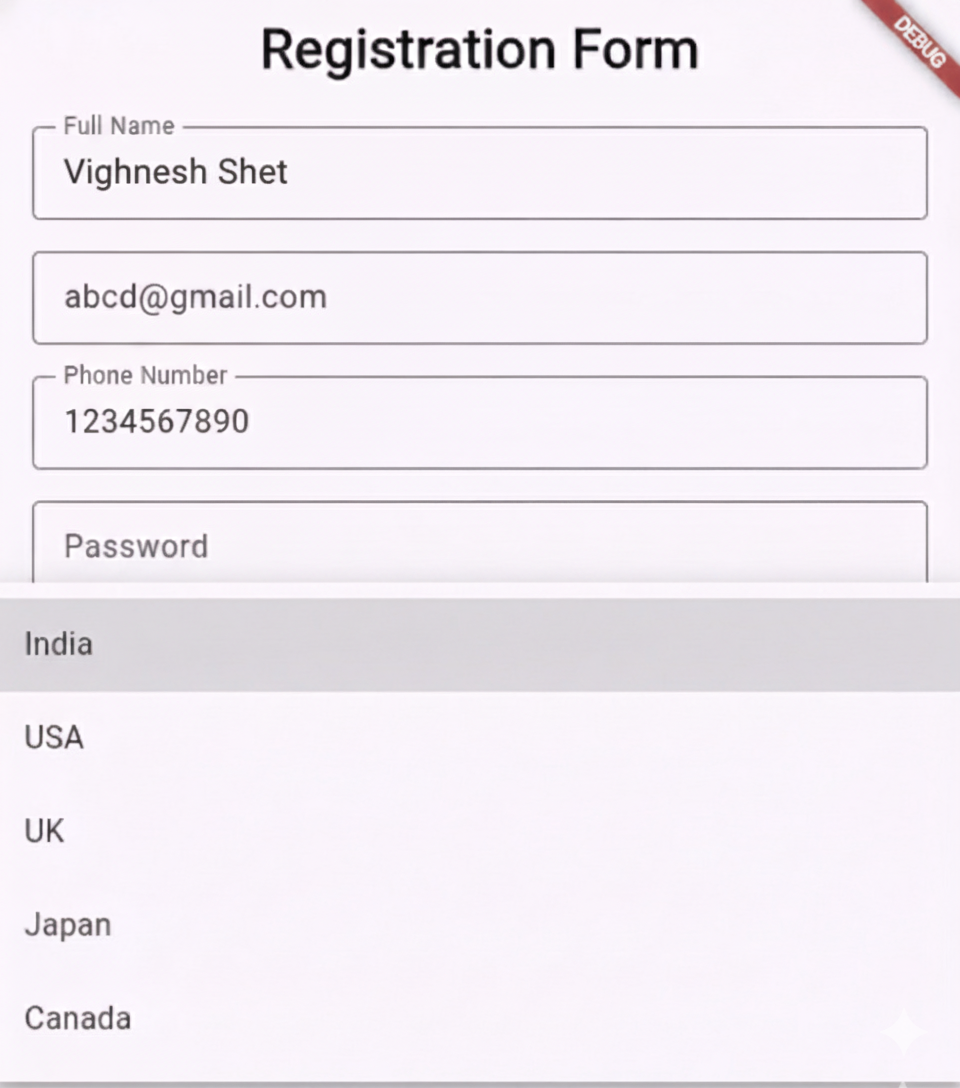 Registration Form
DEBUG
Full Name
Vighnesh Shet
abcd@gmail.com
Phone Number
1234567890
Password
India
USA
UK
Japan
Canada